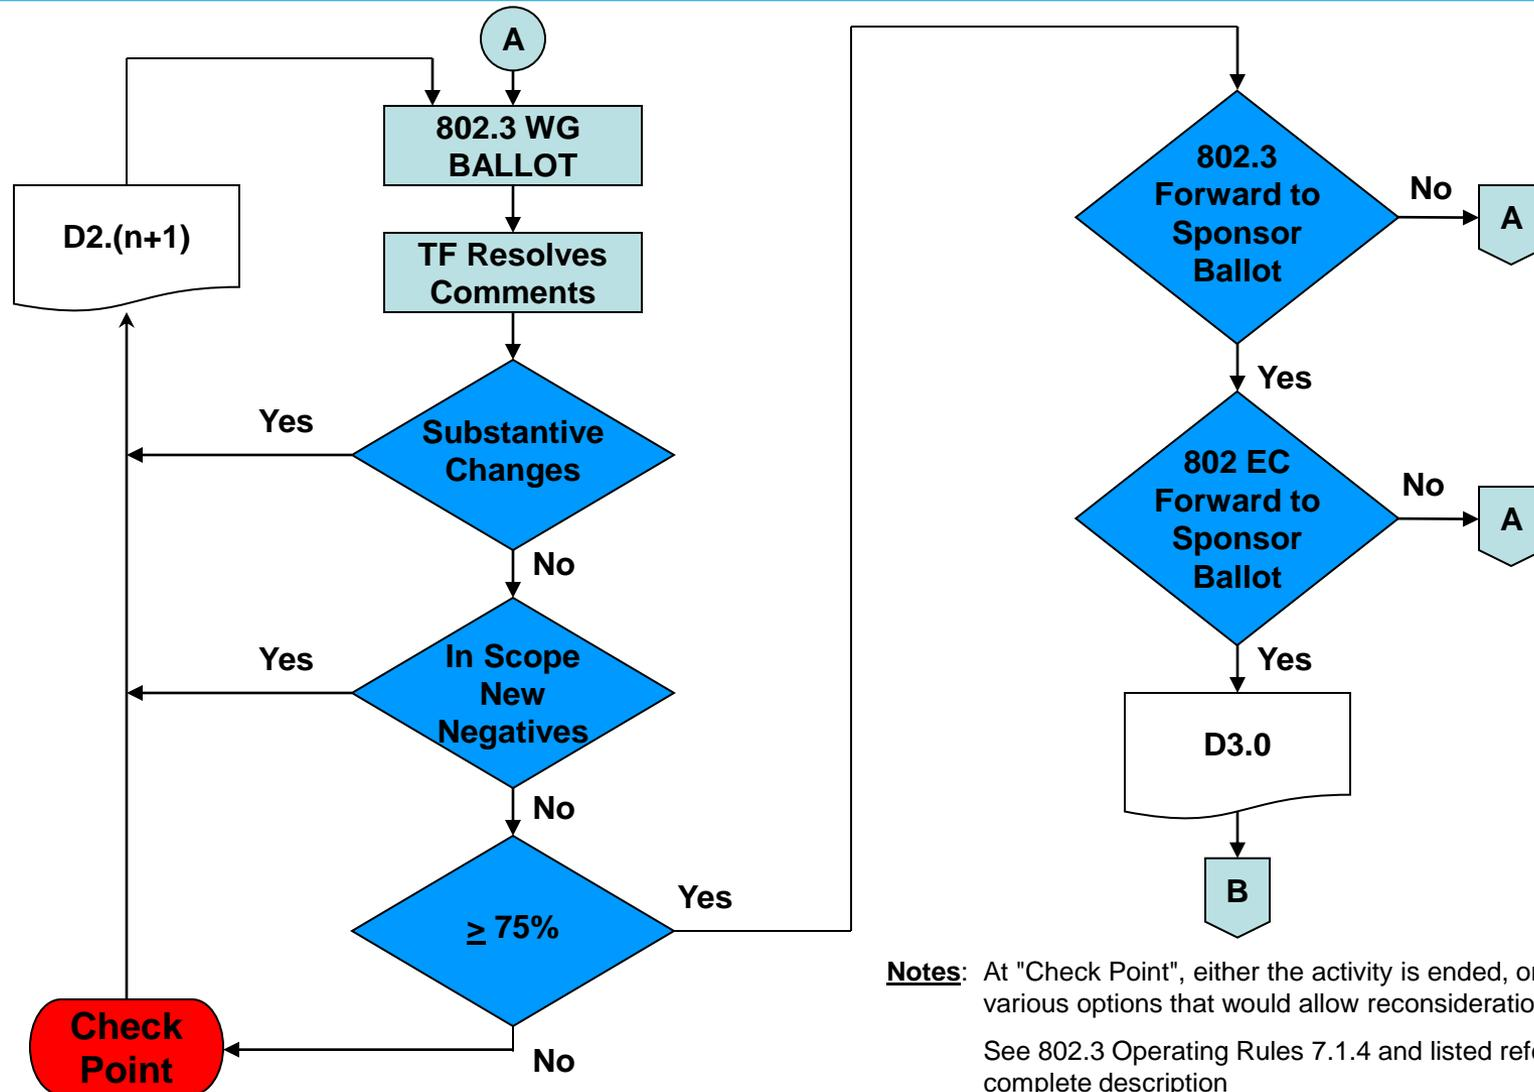 A
802.3 WG
BALLOT
D2.(n+1)
TF Resolves
Comments
Yes
Substantive
Changes
No
Yes
In Scope
New
Negatives
No
≥ 75%
Yes
Check
Point
No
802.3
Forward to
Sponsor
Ballot
No
A
Yes
802 EC
Forward to
Sponsor
Ballot
No
A
Yes
D3.0
B
Notes: At "Check Point", either the activity is ended, or
various options that would allow
See 802.3 Operating Rules 7.1.4 and listed
complete description